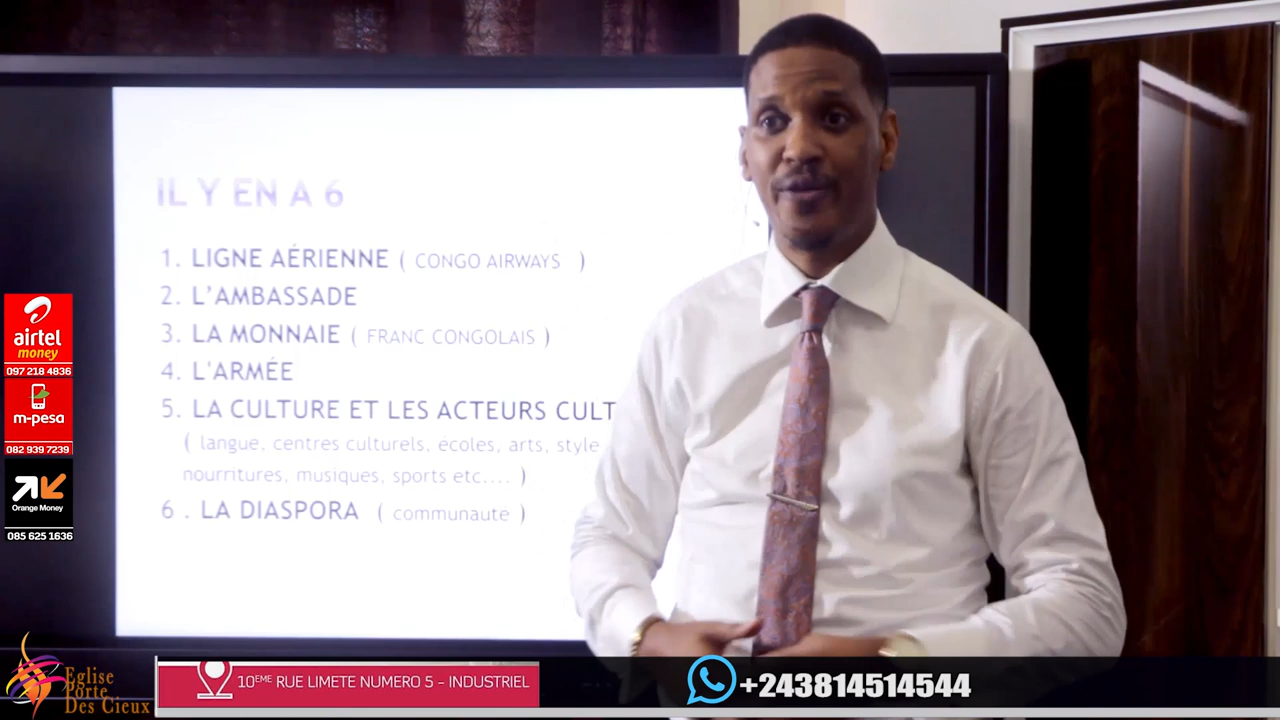 IL Y EN A 6
1. LIGNE AÉRIENNE ( CONGO AIRWAYS )
2. L'AMBASSADE
3. LA MONNAIE ( FRANC CONGOLAIS )
4. L'ARMÉE
5. LA CULTURE ET LES ACTEURS CULT
( langue, centres culturels, écoles, arts, style
nourritures, musiques, sports etc.... )
6 . LA DIASPORA ( communauté )
airtel
money
097 218 4836
m-pesa
082 939 7239
Orange Money
085 625 1636
Eglise
Porte
Des Cieux
10EME RUE LIMETE NUMERO 5 - INDUSTRIEL
+243814514544